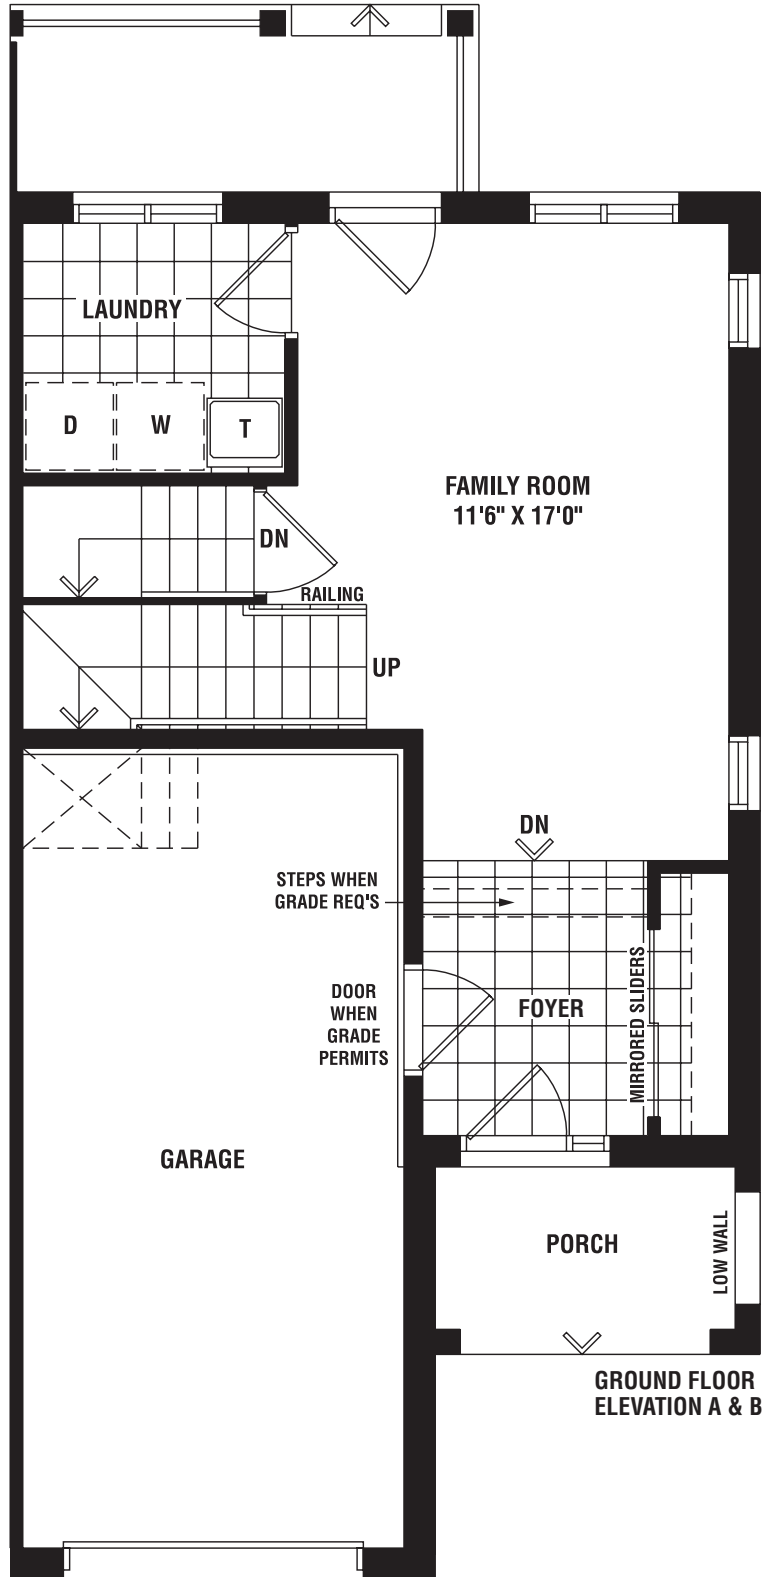 LAUNDRY
D
W
T
FAMILY ROOM
11'6" X 17'0"
DN
RAILING
UP
DN
STEPS WHEN
GRADE REQ'S
DOOR
WHEN
GRADE
PERMITS
FOYER
MIRRORED SLIDERS
GARAGE
PORCH
LOW WALL
GROUND FLOOR
ELEVATION A & B